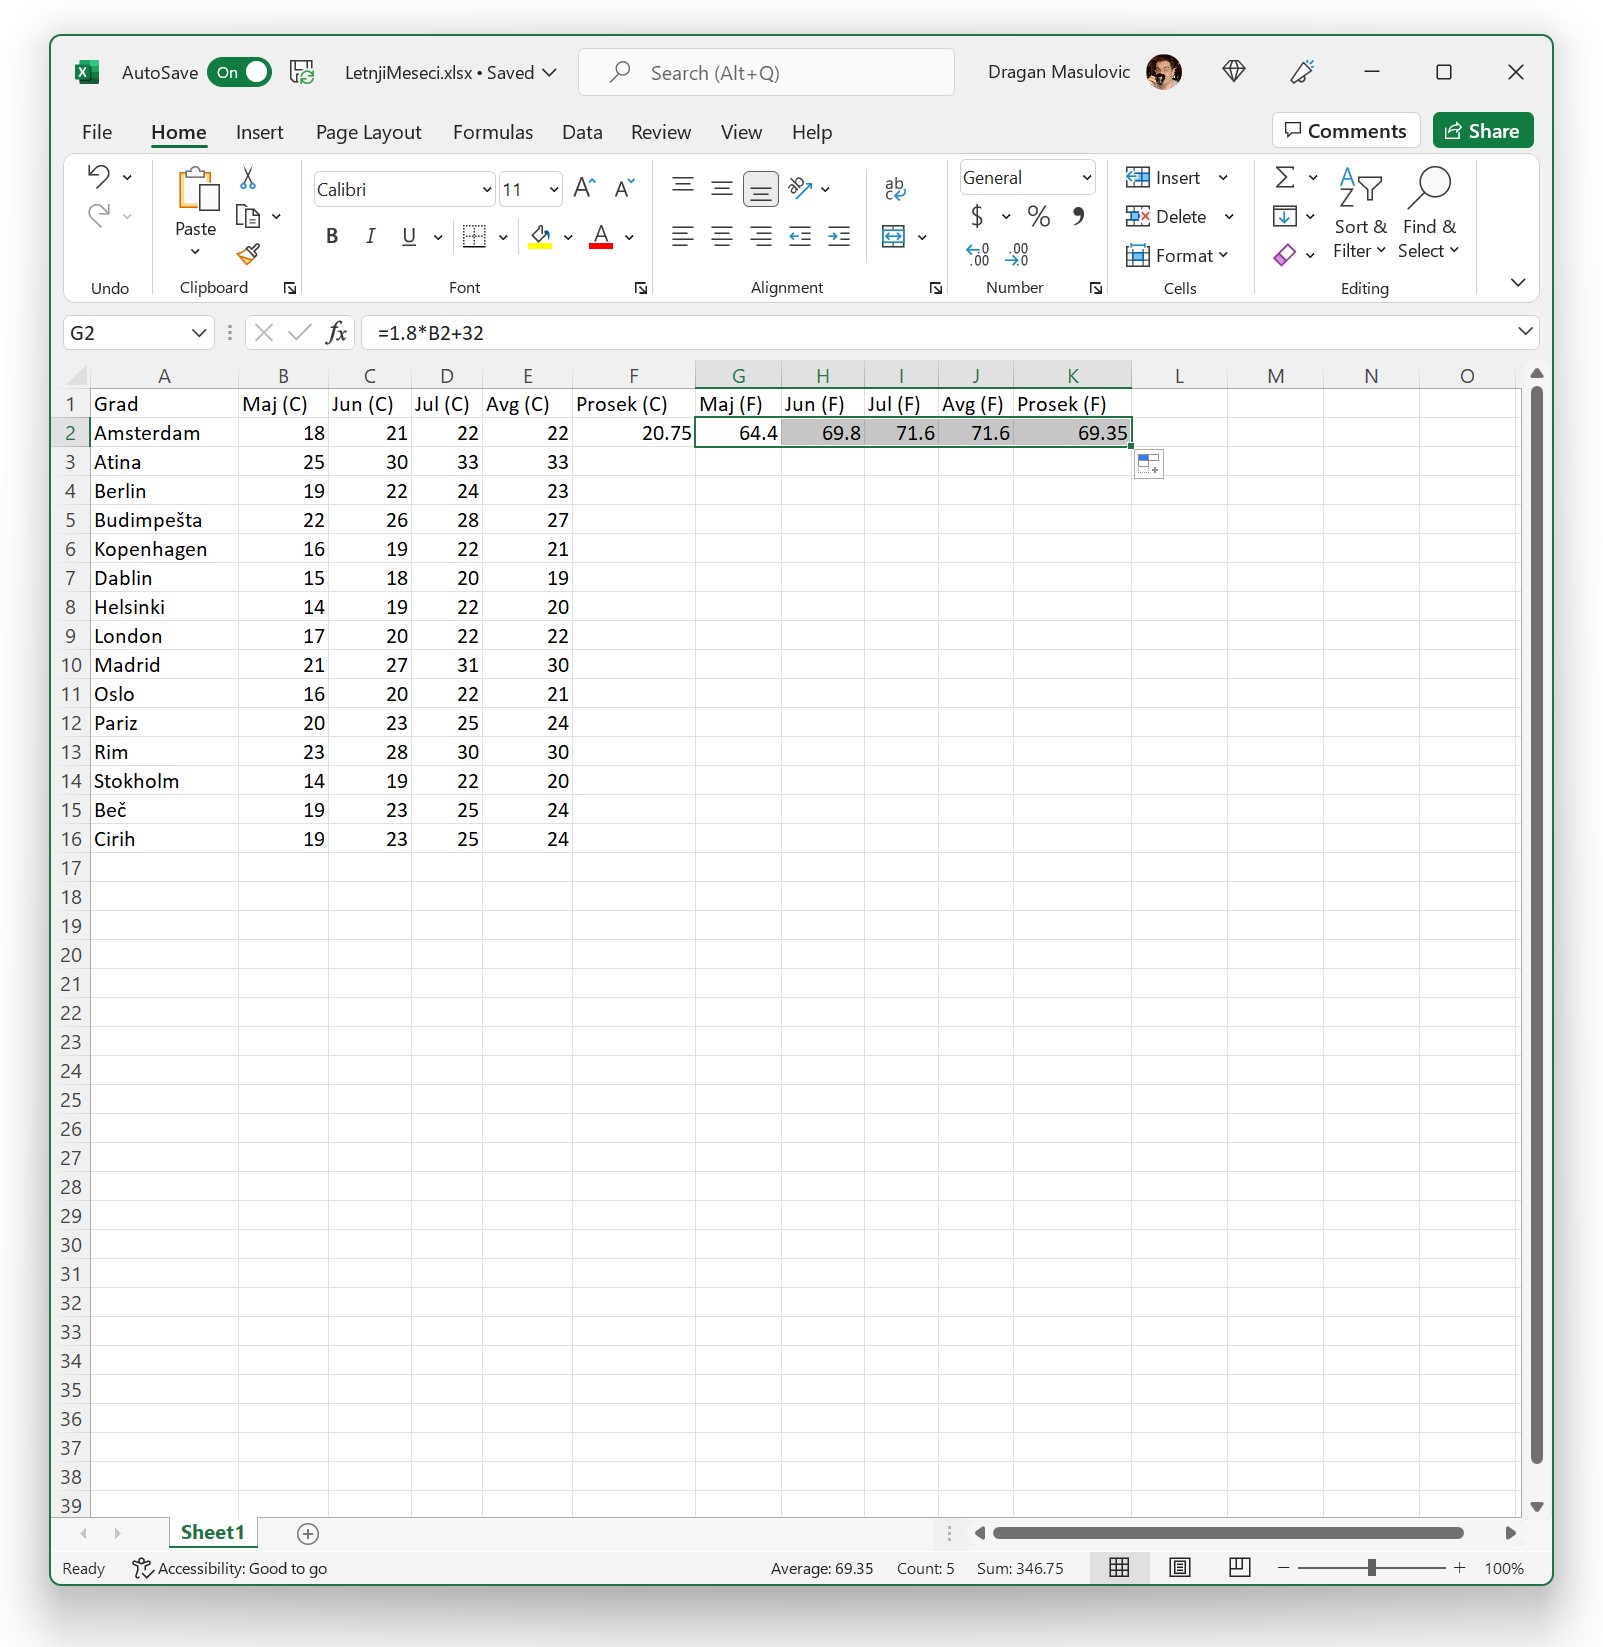 AutoSave On LetnjiMeseci.xlsx • Saved Search (Alt+Q) Dragan Masulovic
File Home Insert Page Layout Formulas Data Review View Help Comments Share
Calibri 11 General Insert
Paste Delete Sort & Filter Find & Select
B I U A $ % Format
Undo Clipboard Font Alignment Number Cells Editing
G2 fx =1.8*B2+32
A B C D E F G H I J K L M N O
1 Grad Maj (C) Jun (C) Jul (C) Avg (C) Prosek (C) Maj (F) Jun (F) Jul (F) Avg (F) Prosek (F)
2 Amsterdam 18 21 22 22 20.75 64.4 69.8 71.6 71.6 69.35
3 Atina 25 30 33 33
4 Berlin 19 22 24 23
5 Budimpešta 22 26 28 27
6 Kopenhagen 16 19 22 21
7 Dablin 15 18 20 19
8 Helsinki 14 19 22 20
9 London 17 20 22 22
10 Madrid 21 27 31 30
11 Oslo 16 20 22 21
12 Pariz 20 23 25 24
13 Rim 23 28 30 30
14 Stokholm 14 19 22 20
15 Beč 19 23 25 24
16 Cirih 19 23 25 24
17
18
19
20
21
22
23
24
25
26
27
28
29
30
31
32
33
34
35
36
37
38
39
Sheet1
Ready Accessibility: Good to go Average: 69.35 Count: 5 Sum: 346.75 100%